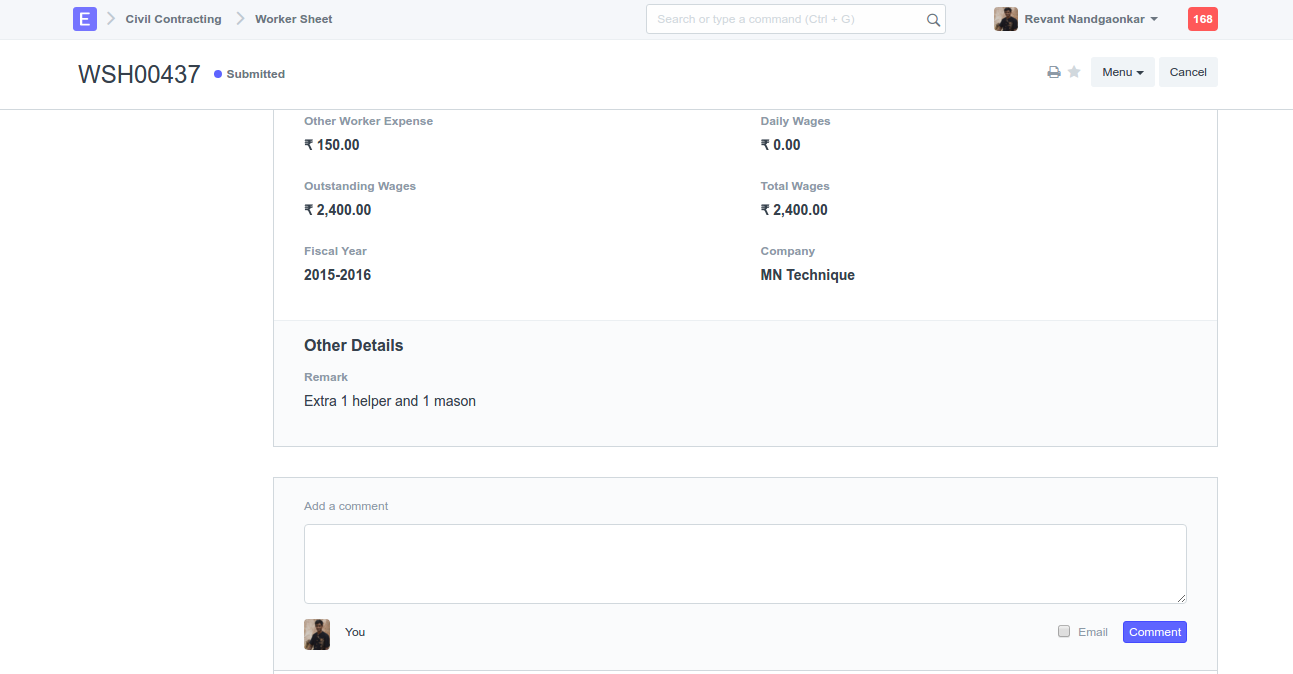 E Civil Contracting Worker Sheet Search or type a command (Ctrl + G) Revant Nandgaonkar 168
WSH00437 Submitted Menu Cancel
Other Worker Expense Daily Wages
₹ 150.00 ₹ 0.00
Outstanding Wages Total Wages
₹ 2,400.00 ₹ 2,400.00
Fiscal Year Company
2015-2016 MN Technique
Other Details
Remark
Extra 1 helper and 1 mason
Add a comment
You Email Comment